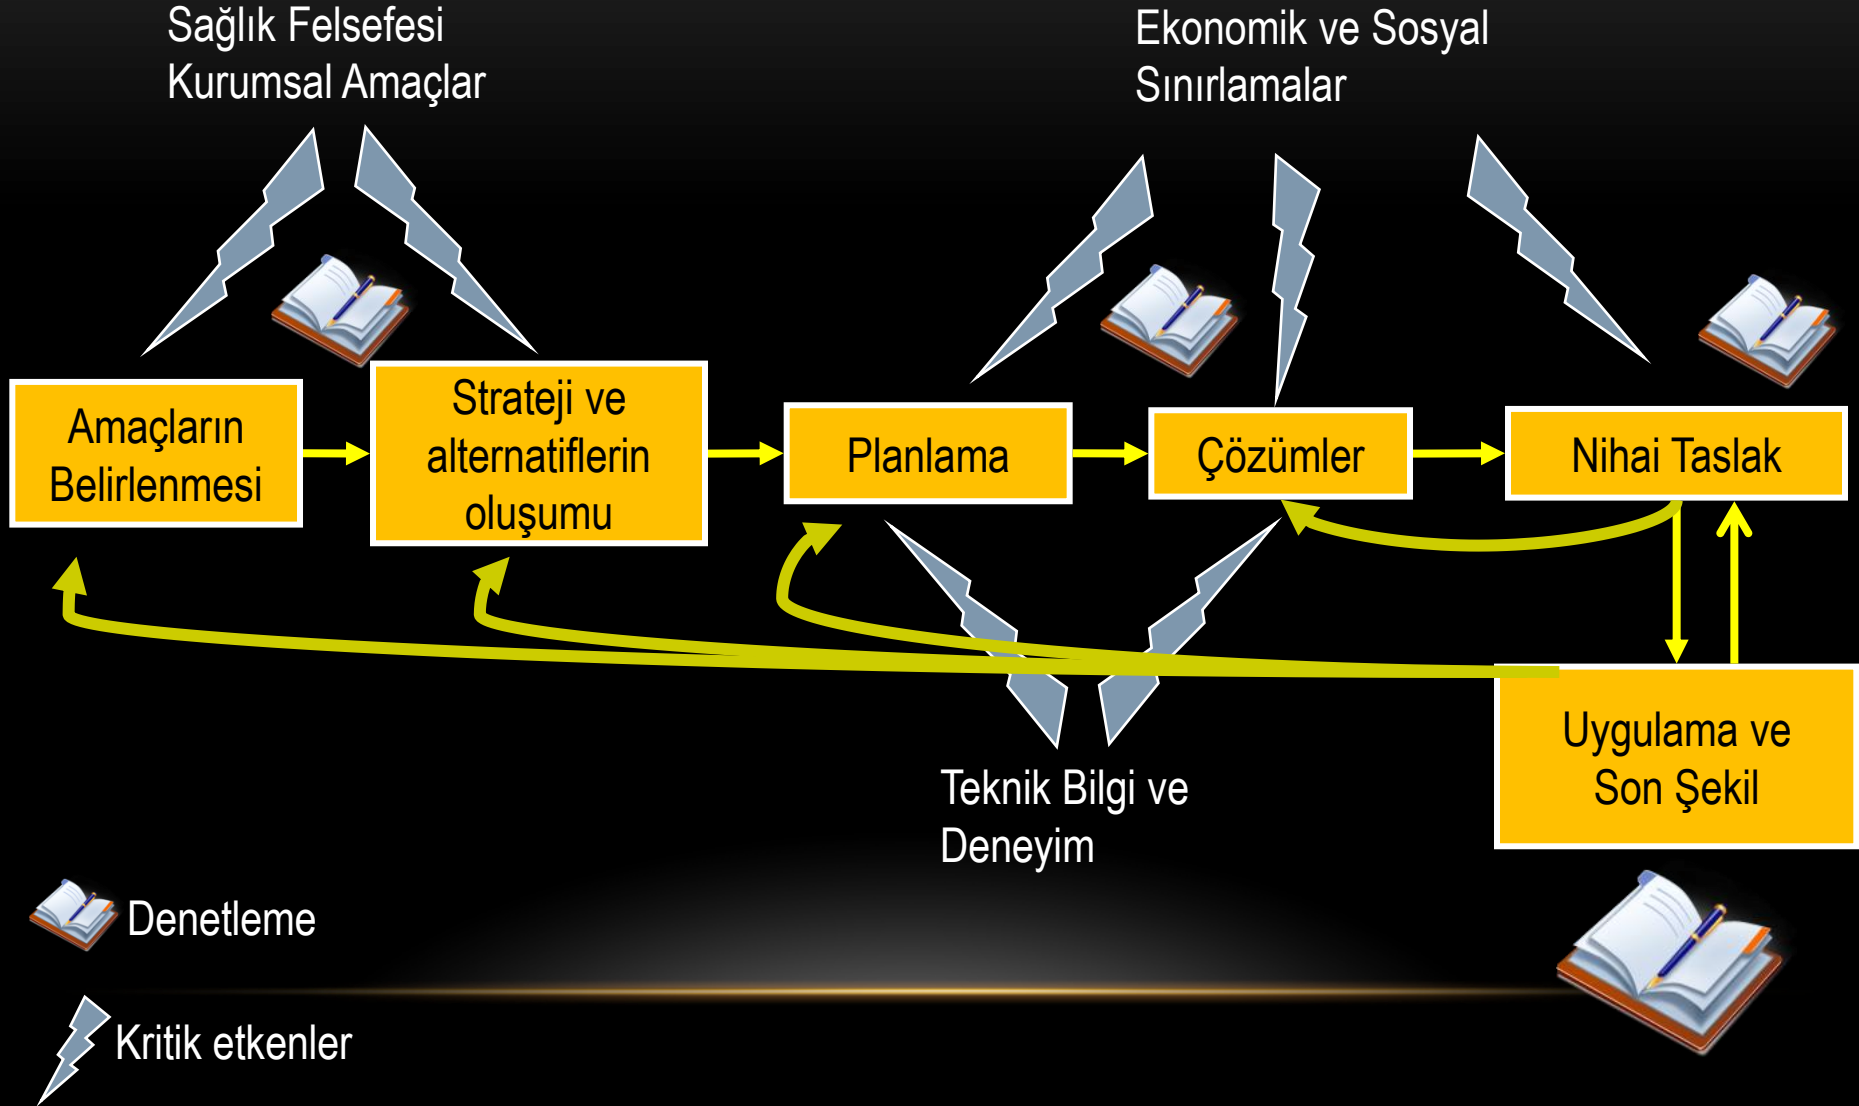 Sağlık Felsefesi
Kurumsal Amaçlar
Ekonomik ve Sosyal
Sınırlamalar
Amaçların
Belirlenmesi
Strateji ve
alternatiflerin
oluşumu
Planlama
Çözümler
Nihai Taslak
Uygulama ve
Son Şekil
Teknik Bilgi ve
Deneyim
Denetleme
Kritik etkenler